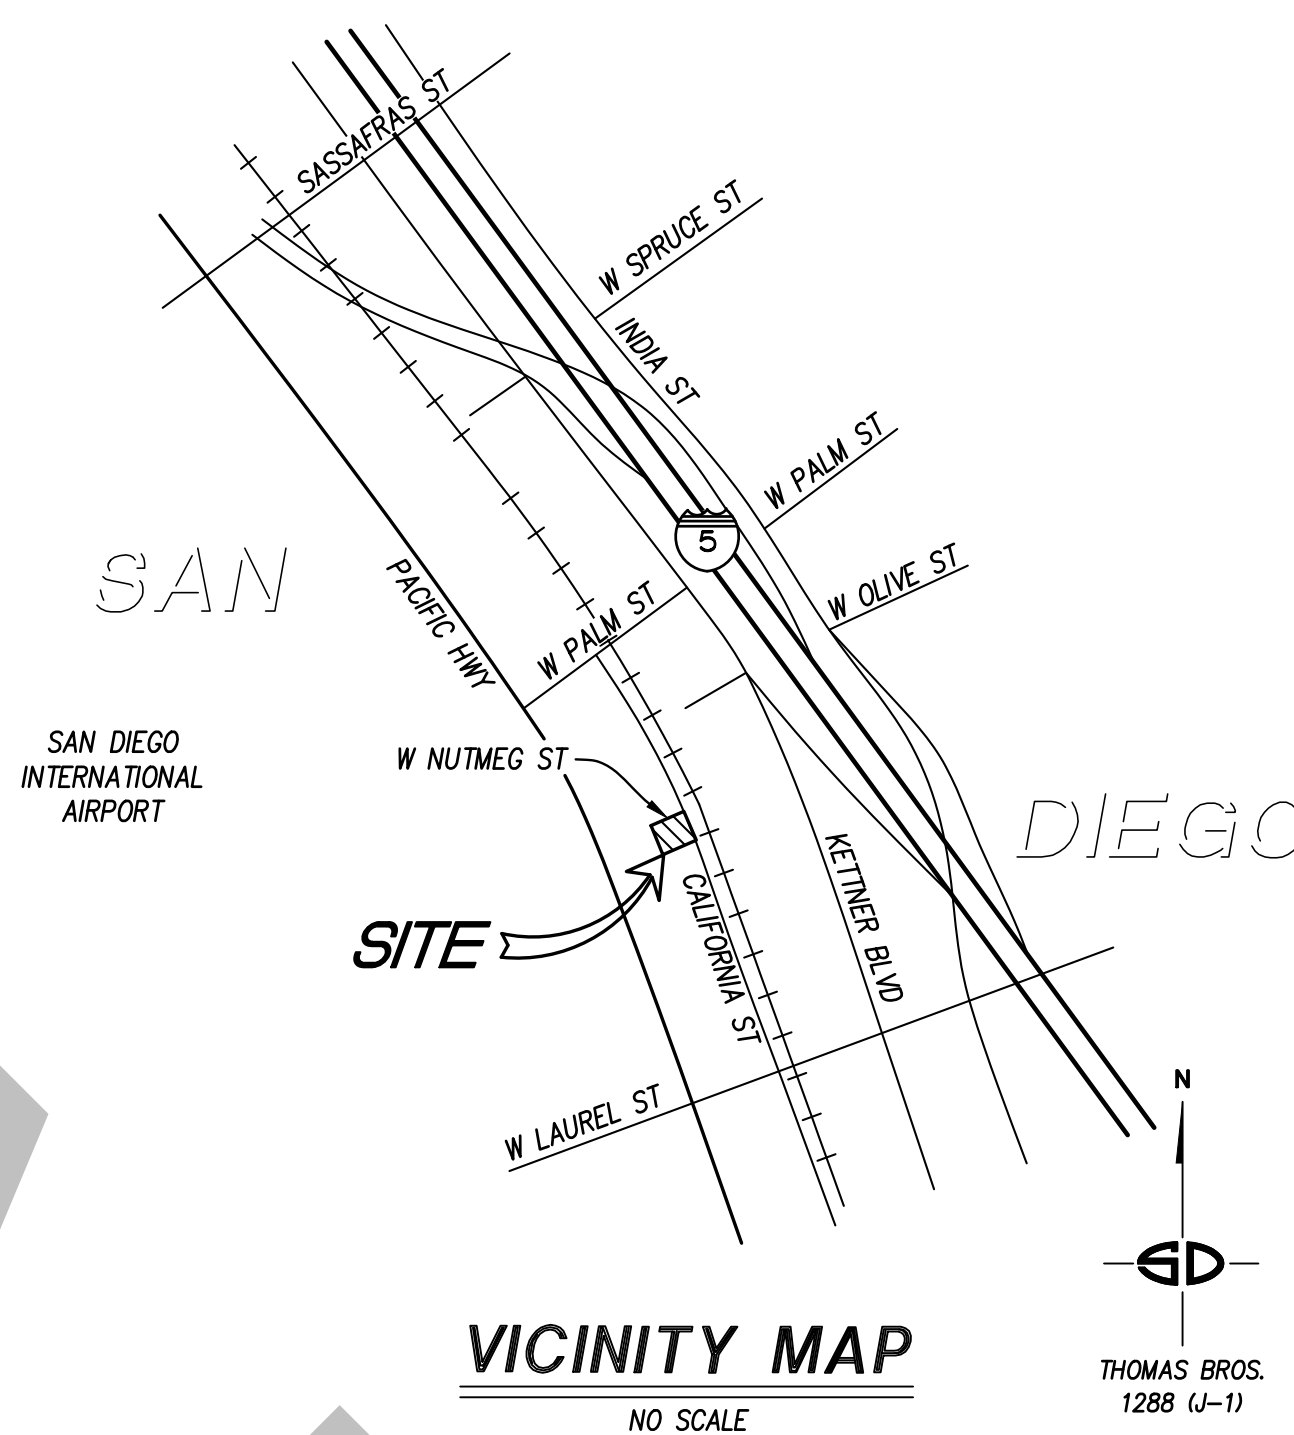 SASSAFRAS ST
W SPRUCE ST
INDIA ST
W PALM ST
5
W OLIVE ST
SAN
PACIFIC HWY
W PALM ST
SAN DIEGO
INTERNATIONAL
AIRPORT
W NUTMEG ST
DIEGO
KETTNER BLVD
CALIFORNIA ST
SITE
W LAUREL ST
N
SD
VICINITY MAP
NO SCALE
THOMAS BROS.
1288 (J-1)